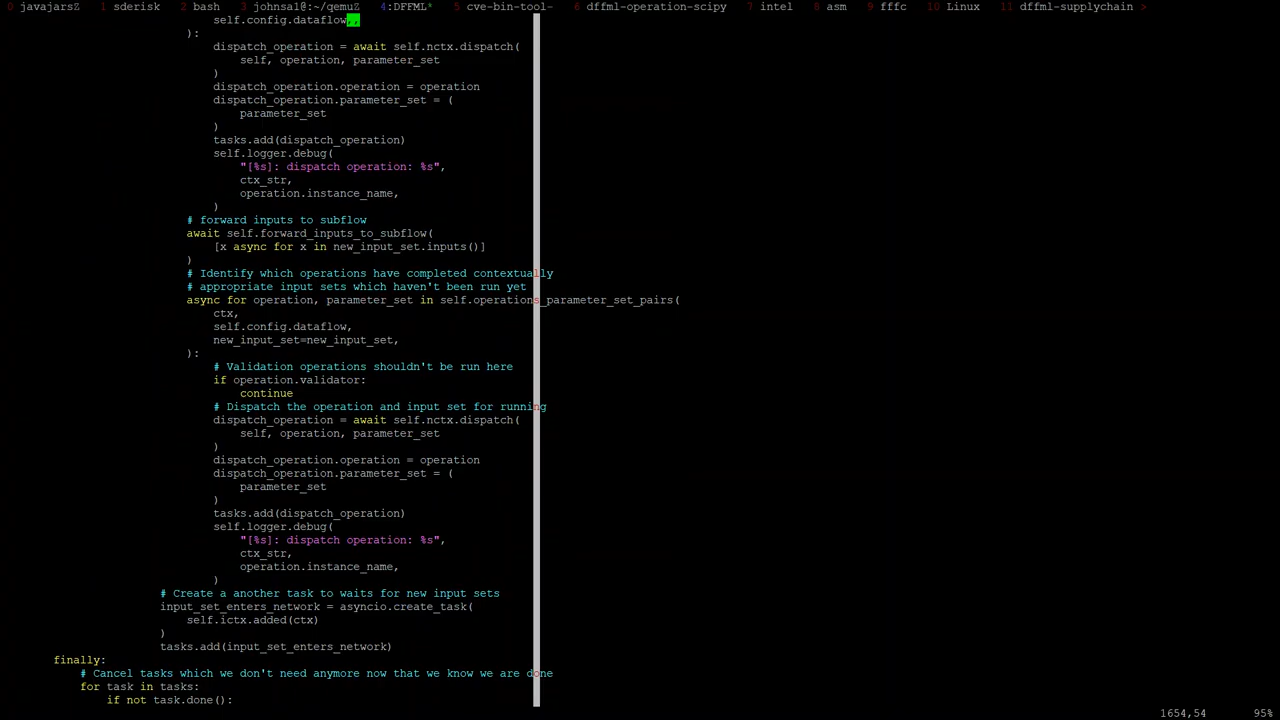 0 javajarsZ 1 sderisk 2 bash 3 johnsal@:~/qemuZ 4:DFFML* 5 cve-bin-tool- 6 dffml-operation-scipy 7 intel 8 asm 9 fffc 10 Linux 11 dffml-supplychain >
self.config.dataflow,,
):
dispatch_operation = await self.nctx.dispatch(
self, operation, parameter_set
)
dispatch_operation.operation = operation
dispatch_operation.parameter_set = (
parameter_set
)
tasks.add(dispatch_operation)
self.logger.debug(
"[%s]: dispatch operation: %s",
ctx_str,
operation.instance_name,
)
# forward inputs to subflow
await self.forward_inputs_to_subflow(
[x async for x in new_input_set.inputs()]
)
# Identify which operations have completed contextually
# appropriate input sets which haven't been run yet
async for operation, parameter_set in self.operations_parameter_set_pairs(
ctx,
self.config.dataflow,
new_input_set=new_input_set,
):
# Validation operations shouldn't be run here
if operation.validator:
continue
# Dispatch the operation and input set for running
dispatch_operation = await self.nctx.dispatch(
self, operation, parameter_set
)
dispatch_operation.operation = operation
dispatch_operation.parameter_set = (
parameter_set
)
tasks.add(dispatch_operation)
self.logger.debug(
"[%s]: dispatch operation: %s",
ctx_str,
operation.instance_name,
)
# Create a another task to waits for new input sets
input_set_enters_network = asyncio.create_task(
self.ictx.added(ctx)
)
tasks.add(input_set_enters_network)
finally:
# Cancel tasks which we don't need anymore now that we know we are done
for task in tasks:
if not task.done():
1654,54 95%